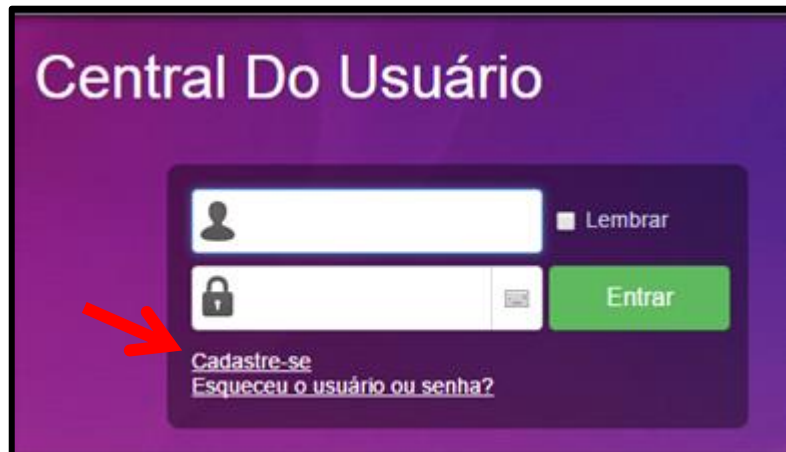 Central Do Usuário
Lembrar
Entrar
Cadastre-se
Esqueceu o usuário ou senha?